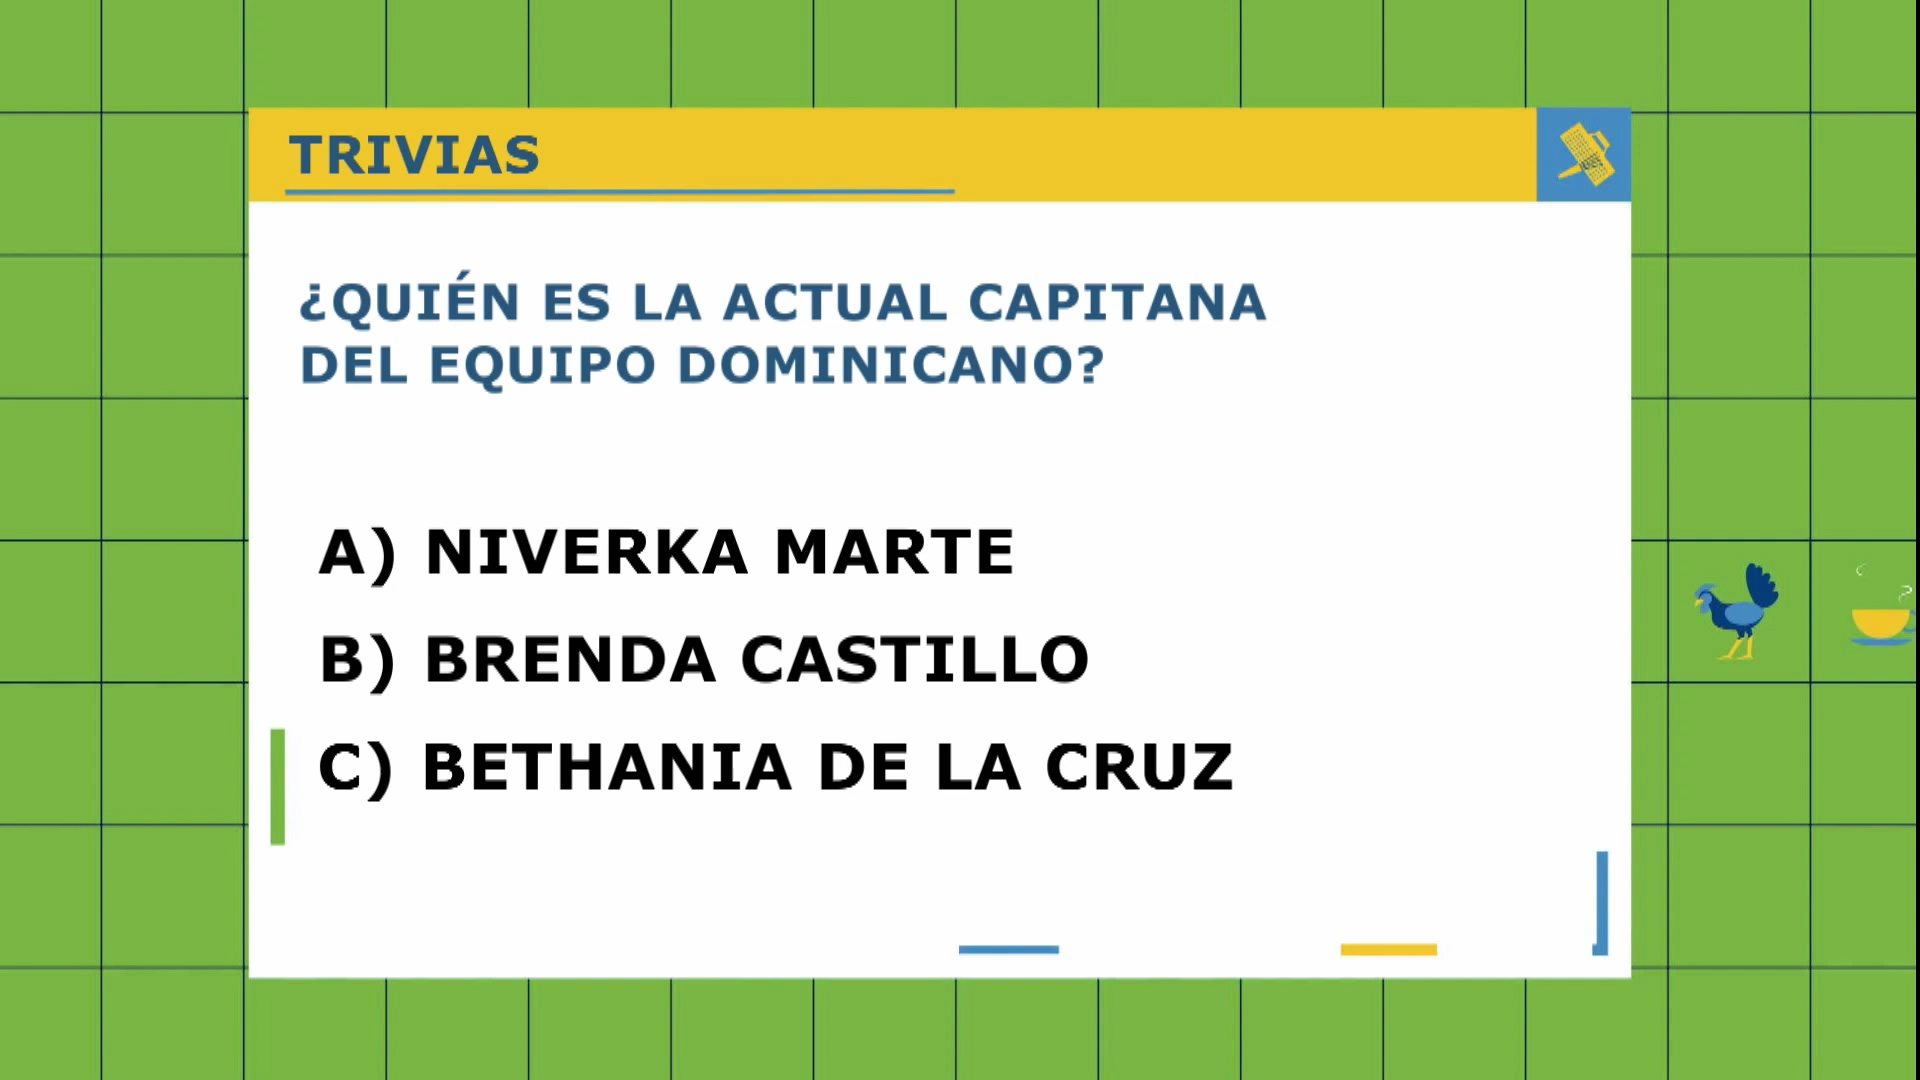 TRIVIAS
¿QUIÉN ES LA ACTUAL CAPITANA
DEL EQUIPO DOMINICANO?
A) NIVERKA MARTE
B) BRENDA CASTILLO
C) BETHANIA DE LA CRUZ